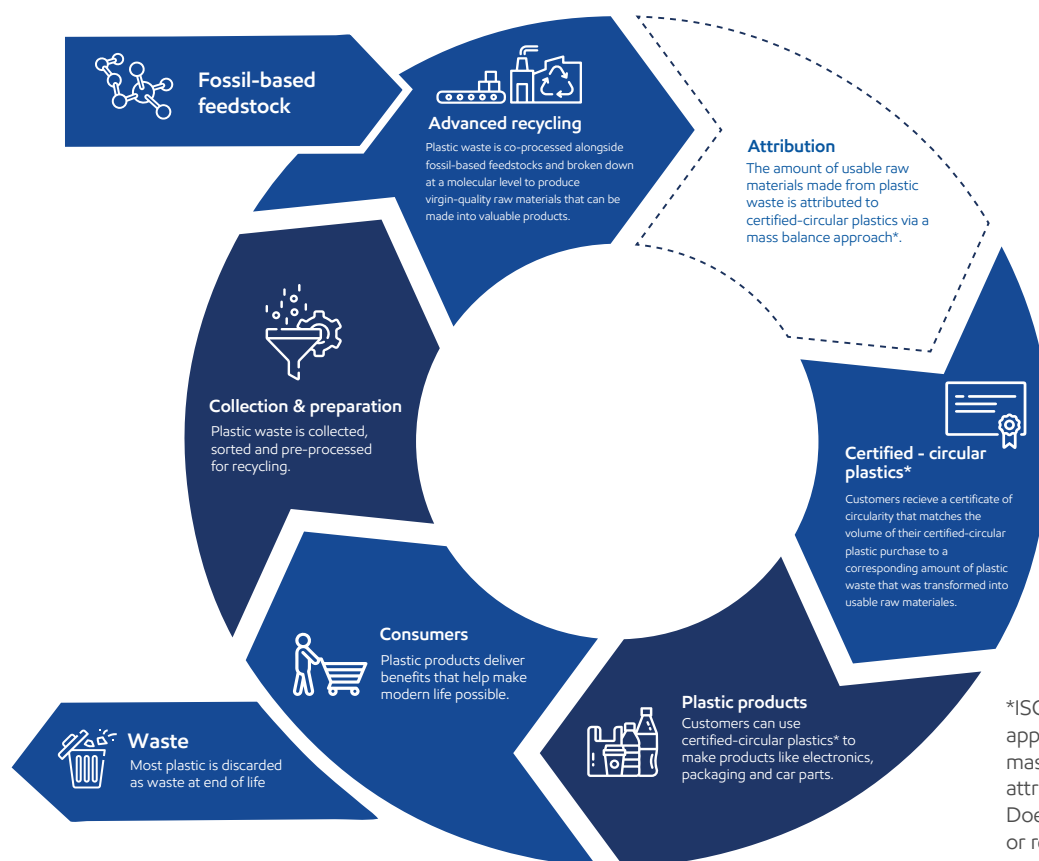 Fossil-based
feedstock
Advanced recycling
Plastic waste is co-processed alongside
fossil-based feedstocks and broken down
at a molecular level to produce
virgin-quality raw materials that can be
made into valuable products.
Attribution
The amount of usable raw
materials made from plastic
waste is attributed to
certified-circular plastics via a
mass balance approach*.
Certified - circular
plastics*
Customers recieve a certificate of
circularity that matches the
volume of their certified-circular
plastic purchase to a
corresponding amount of plastic
waste that was transformed into
usable raw materiales.
Plastic products
Customers can use
certified-circular plastics* to
make products like electronics,
packaging and car parts.
Consumers
Plastic products deliver
benefits that help make
modern life possible.
Waste
Most plastic is discarded
as waste at end of life
Collection & preparation
Plastic waste is collected,
sorted and pre-processed
for recycling.
or